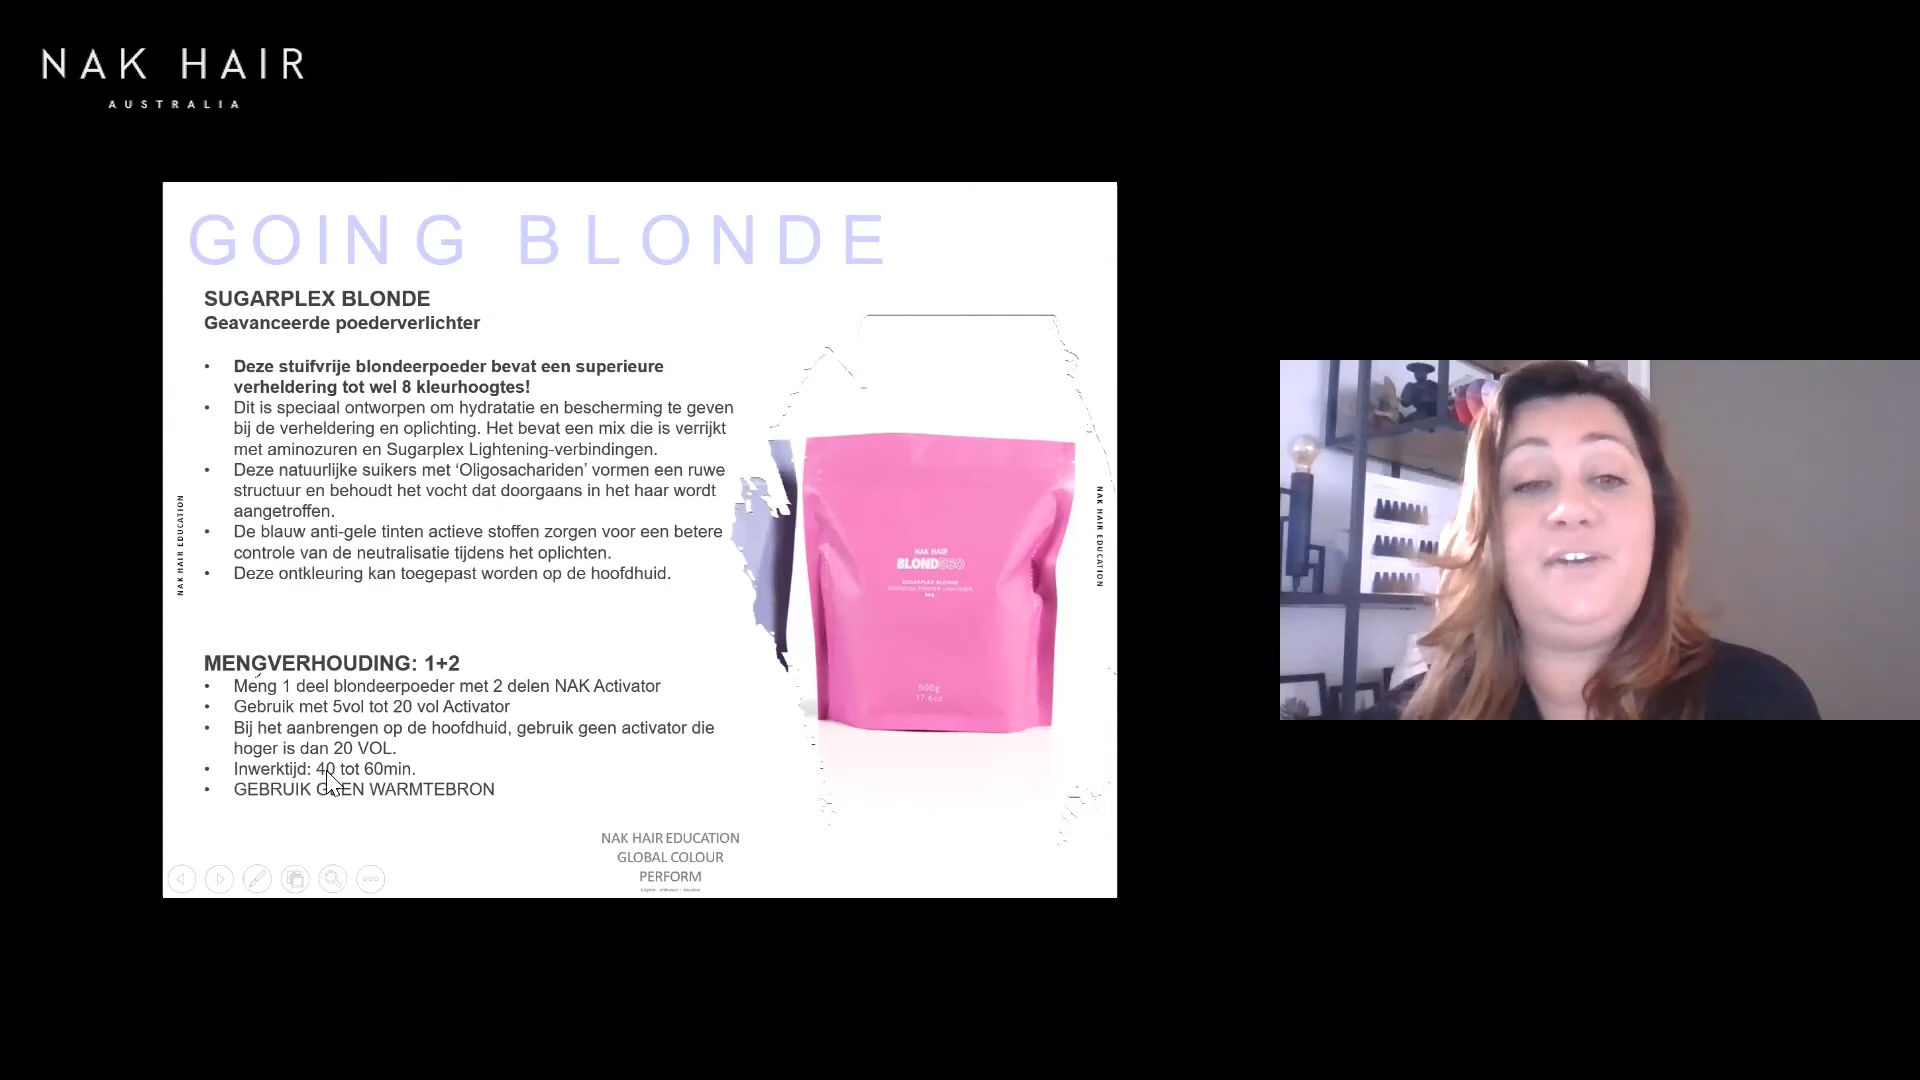 NAK HAIR
AUSTRALIA
GOING BLONDE
SUGARPLEX BLONDE
Geavanceerde poederverlichter
• Deze stuifvrije blondeerpoeder bevat een superieure
verheldering tot wel 8 kleurhoogtes!
• Dit is speciaal ontworpen om hydratatie en bescherming te geven
bij de verheldering en oplichting. Het bevat een mix die is verrijkt
met aminozuren en Sugarplex Lightening-verbindingen.
• Deze natuurlijke suikers met ‘Oligosachariden’ vormen een ruwe
structuur en behoudt het vocht dat doorgaans in het haar wordt
aangetroffen.
• De blauw anti-gele tinten actieve stoffen zorgen voor een betere
controle van de neutralisatie tijdens het oplichten.
• Deze ontkleuring kan toegepast worden op de hoofdhuid.
MENGVERHOUDING: 1+2
• Meng 1 deel blondeerpoeder met 2 delen NAK Activator
• Gebruik met 5vol tot 20 vol Activator
• Bij het aanbrengen op de hoofdhuid, gebruik geen activator die
hoger is dan 20 VOL.
• Inwerktijd: 40 tot 60min.
• GEBRUIK GEEN WARMTEBRON
NAK HAIR EDUCATION
NAK HAIR
BLONDE
SUGARPLEX BLONDE
ADVANCED POWDER LIGHTENER
500g
17.6oz
NAK HAIR EDUCATION
NAK HAIR EDUCATION
GLOBAL COLOUR
PERFORM